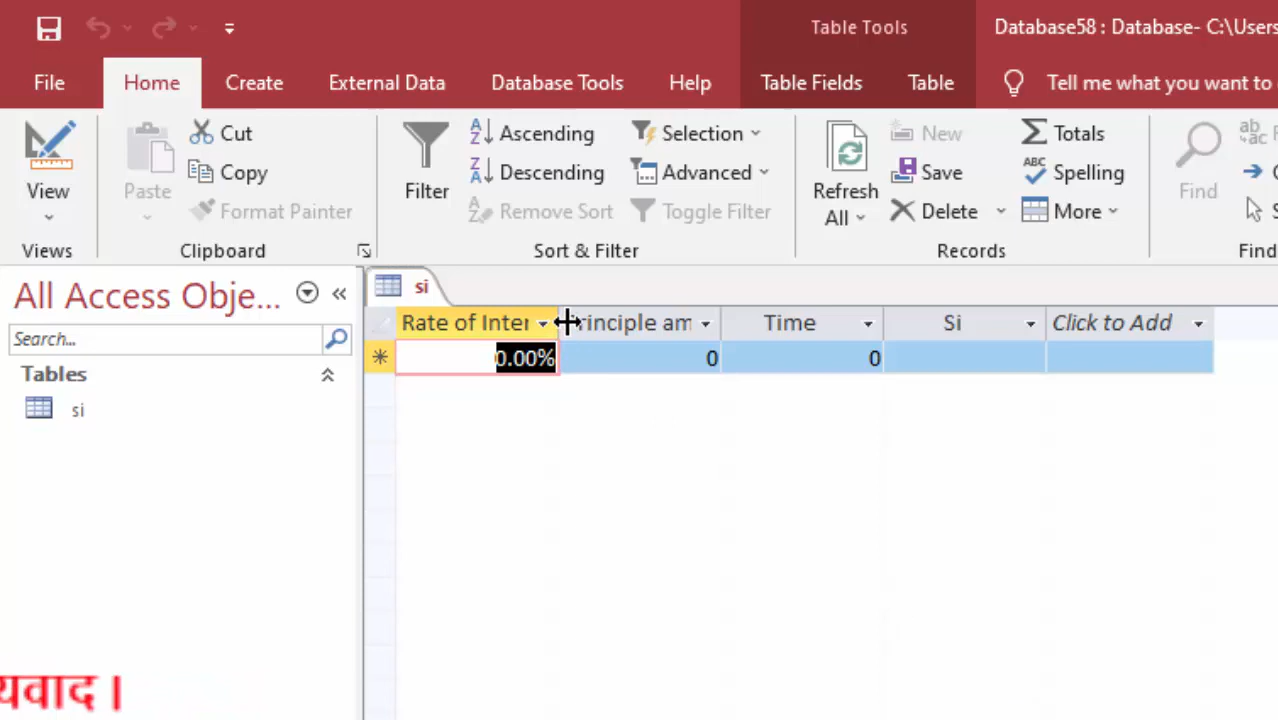 Table Tools
Database58 : Database- C:\Users
File
Home
Create
External Data
Database Tools
Help
Table Fields
Table
Tell me what you want to
View
Views
Paste
Cut
Copy
Format Painter
Clipboard
Filter
Ascending
Descending
Remove Sort
Selection
Advanced
Toggle Filter
Sort & Filter
Refresh
All
New
Save
Delete
Totals
Spelling
More
Records
Find
Find
All Access Obje...
Search...
Tables
si
si
Rate of Inter
rinciple am
Time
Si
Click to Add
0.00%
0
0
यवाद ।